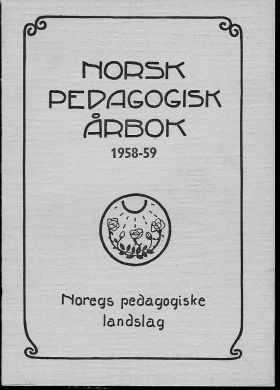 NORSK
PEDAGOGISK
ÅRBOK
1958-59
Noregs pedagogiske
landslag